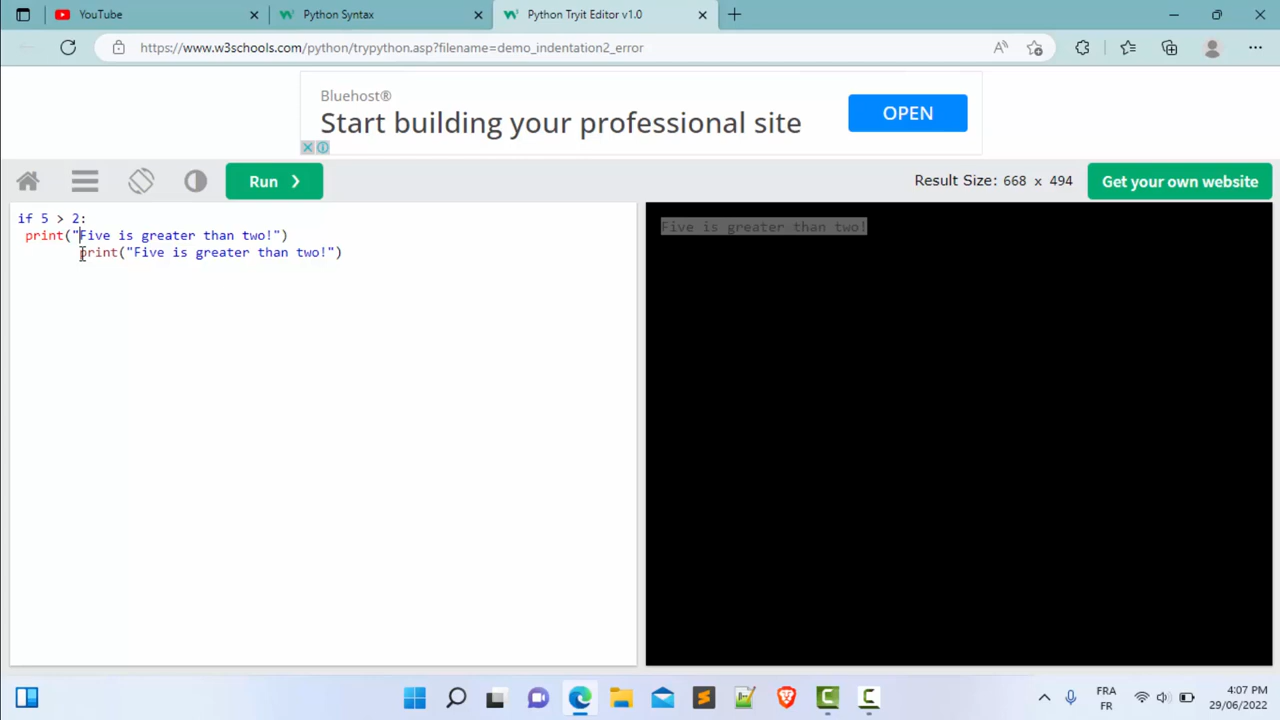 YouTube
Python Syntax
Python Tryit Editor v1.0
https://www.w3schools.com/python/trypython.asp?filename=demo_indentation2_error
Bluehost®
Start building your professional site
OPEN
Run ❯
Result Size: 668 x 494
Get your own website
if 5 > 2:
 print("Five is greater than two!")
        print("Five is greater than two!")
Five is greater than two!
FRA
FR
4:07 PM
29/06/2022